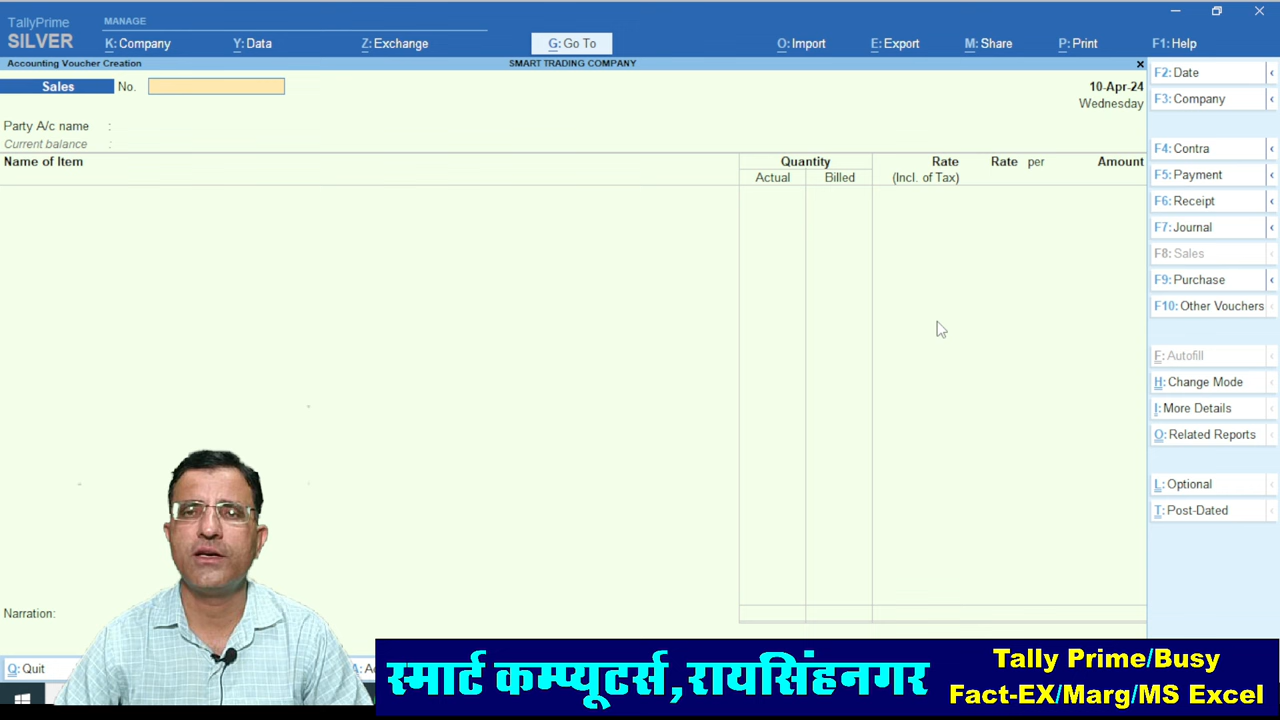 TallyPrime
MANAGE
SILVER
K: Company
Y: Data
Z: Exchange
G: Go To
O: Import
E: Export
M: Share
P: Print
F1: Help
Accounting Voucher Creation
SMART TRADING COMPANY
×
Sales No.
10-Apr-24
Wednesday
Party A/c name :
Current balance :
Name of Item
Quantity
Rate
Rate per
Amount
Actual
Billed
(Incl. of Tax)
Narration:
F2: Date
F3: Company
F4: Contra
F5: Payment
F6: Receipt
F7: Journal
F8: Sales
F9: Purchase
F10: Other Vouchers
F: Autofill
H: Change Mode
I: More Details
O: Related Reports
L: Optional
T: Post-Dated
Q: Quit
स्मार्ट कम्प्यूटर्स,रायसिंहनगर
Tally Prime/Busy
Fact-EX/Marg/MS Excel